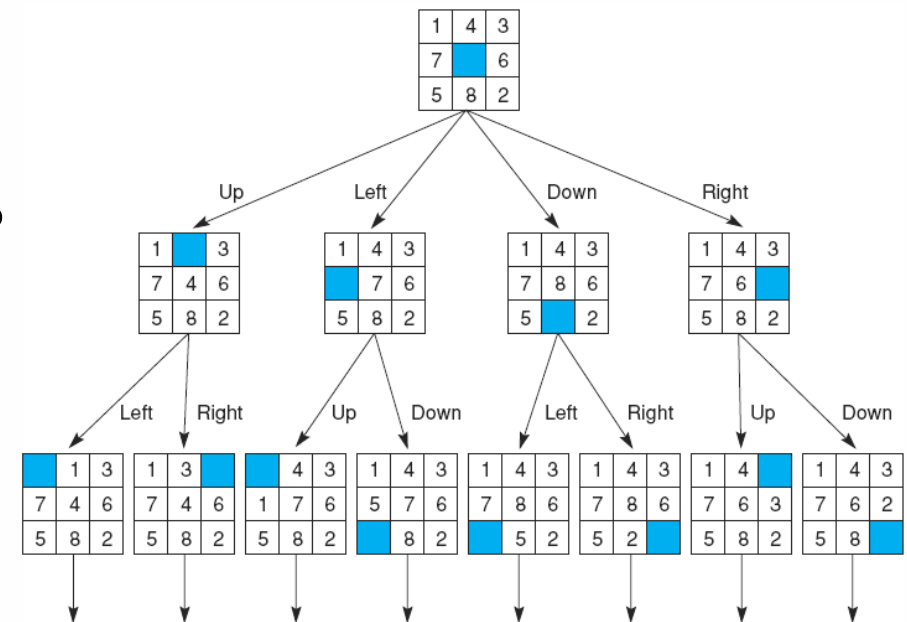 1 4 3
7 6
5 8 2
Up Left Down Right
1 3 1 4 3 1 4 3 1 4 3
7 4 6 7 6 7 8 6 7 6
5 8 2 5 8 2 5 2 5 8 2
Left Right Up Down Left Right Up Down
1 3 1 3 4 3 1 4 3 1 4 3 1 4 3 1 4 1 4 3
7 4 6 7 4 6 1 7 6 5 7 6 7 8 6 7 8 6 7 6 3 7 6 2
5 8 2 5 8 2 5 8 2 8 2 5 2 5 2 5 8 2 5 8